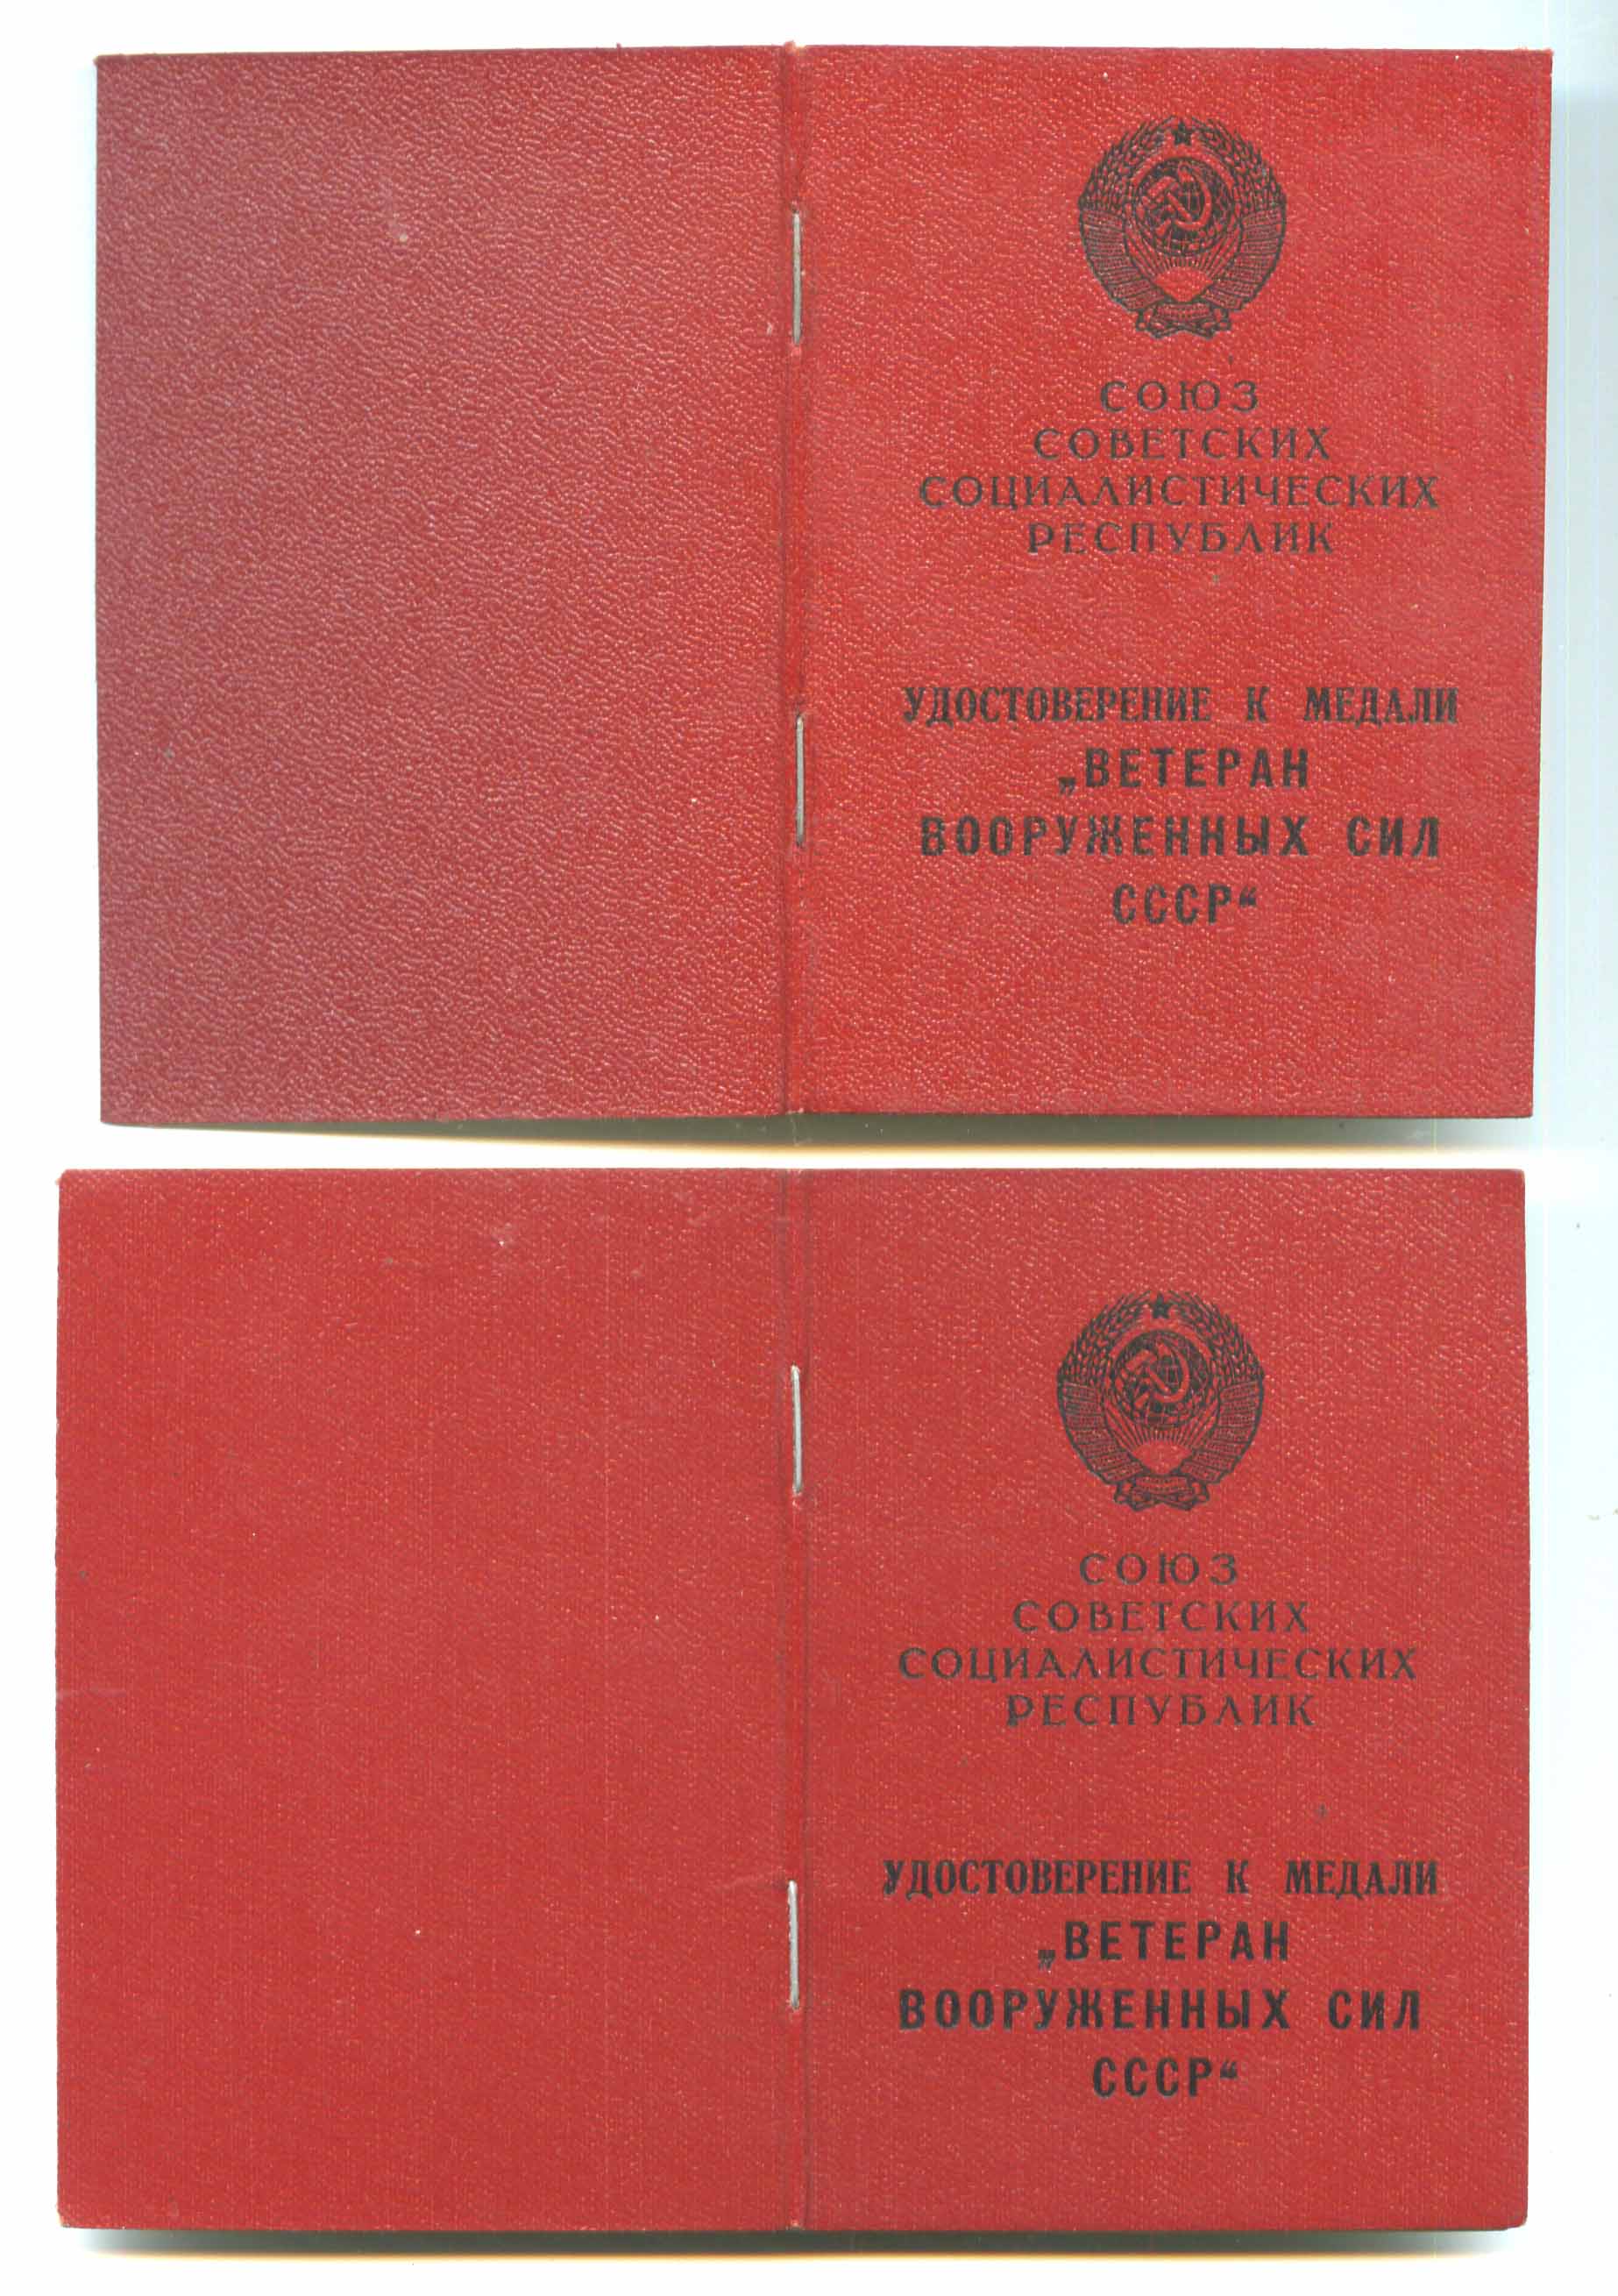 СОЮЗ
СОВЕТСКИХ
СОЦИАЛИСТИЧЕСКИХ
РЕСПУБЛИК
УДОСТОВЕРЕНИЕ К МЕДАЛИ
„ВЕТЕРАН
ВООРУЖЕННЫХ СИЛ
СССР“
СОЮЗ
СОВЕТСКИХ
СОЦИАЛИСТИЧЕСКИХ
РЕСПУБЛИК
УДОСТОВЕРЕНИЕ К МЕДАЛИ
„ВЕТЕРАН
ВООРУЖЕННЫХ СИЛ
СССР“